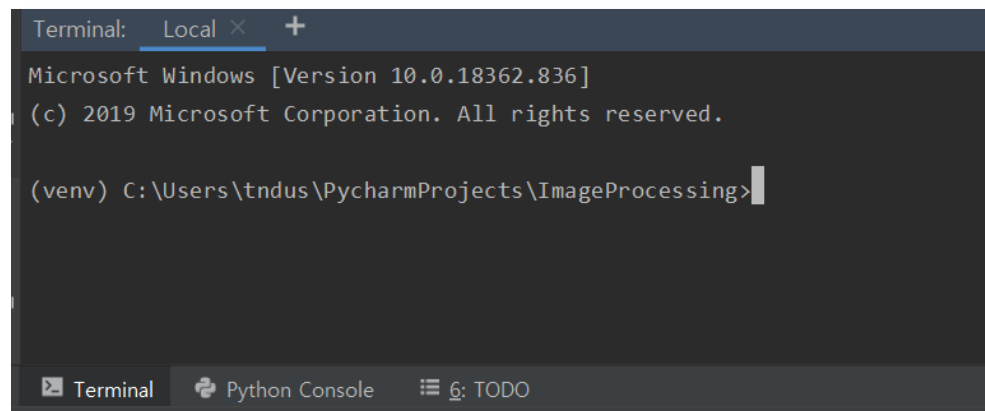 Terminal: Local × +
Microsoft Windows [Version 10.0.18362.836]
(c) 2019 Microsoft Corporation. All rights reserved.
(venv) C:\Users\tndus\PycharmProjects\ImageProcessing>
Terminal Python Console 6: TODO